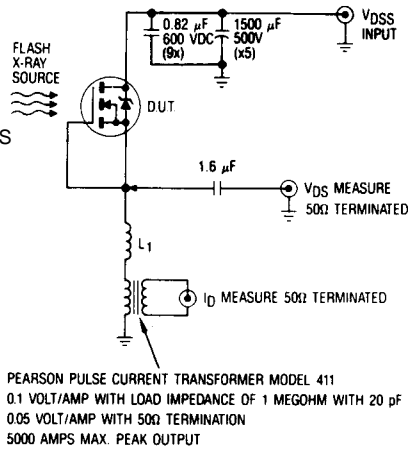 0.82 μF
600 VDC
(9x)
1500 μF
500V
(x5)
VDSS
INPUT
FLASH
X-RAY
SOURCE
S
D.U.T.
1.6 μF
VDS MEASURE
50Ω TERMINATED
L1
ID MEASURE 50Ω TERMINATED
PEARSON PULSE CURRENT TRANSFORMER MODEL 411
0.1 VOLT/AMP WITH LOAD IMPEDANCE OF 1 MEGOHM WITH 20 pF
0.05 VOLT/AMP WITH 50Ω TERMINATION
5000 AMPS MAX. PEAK OUTPUT